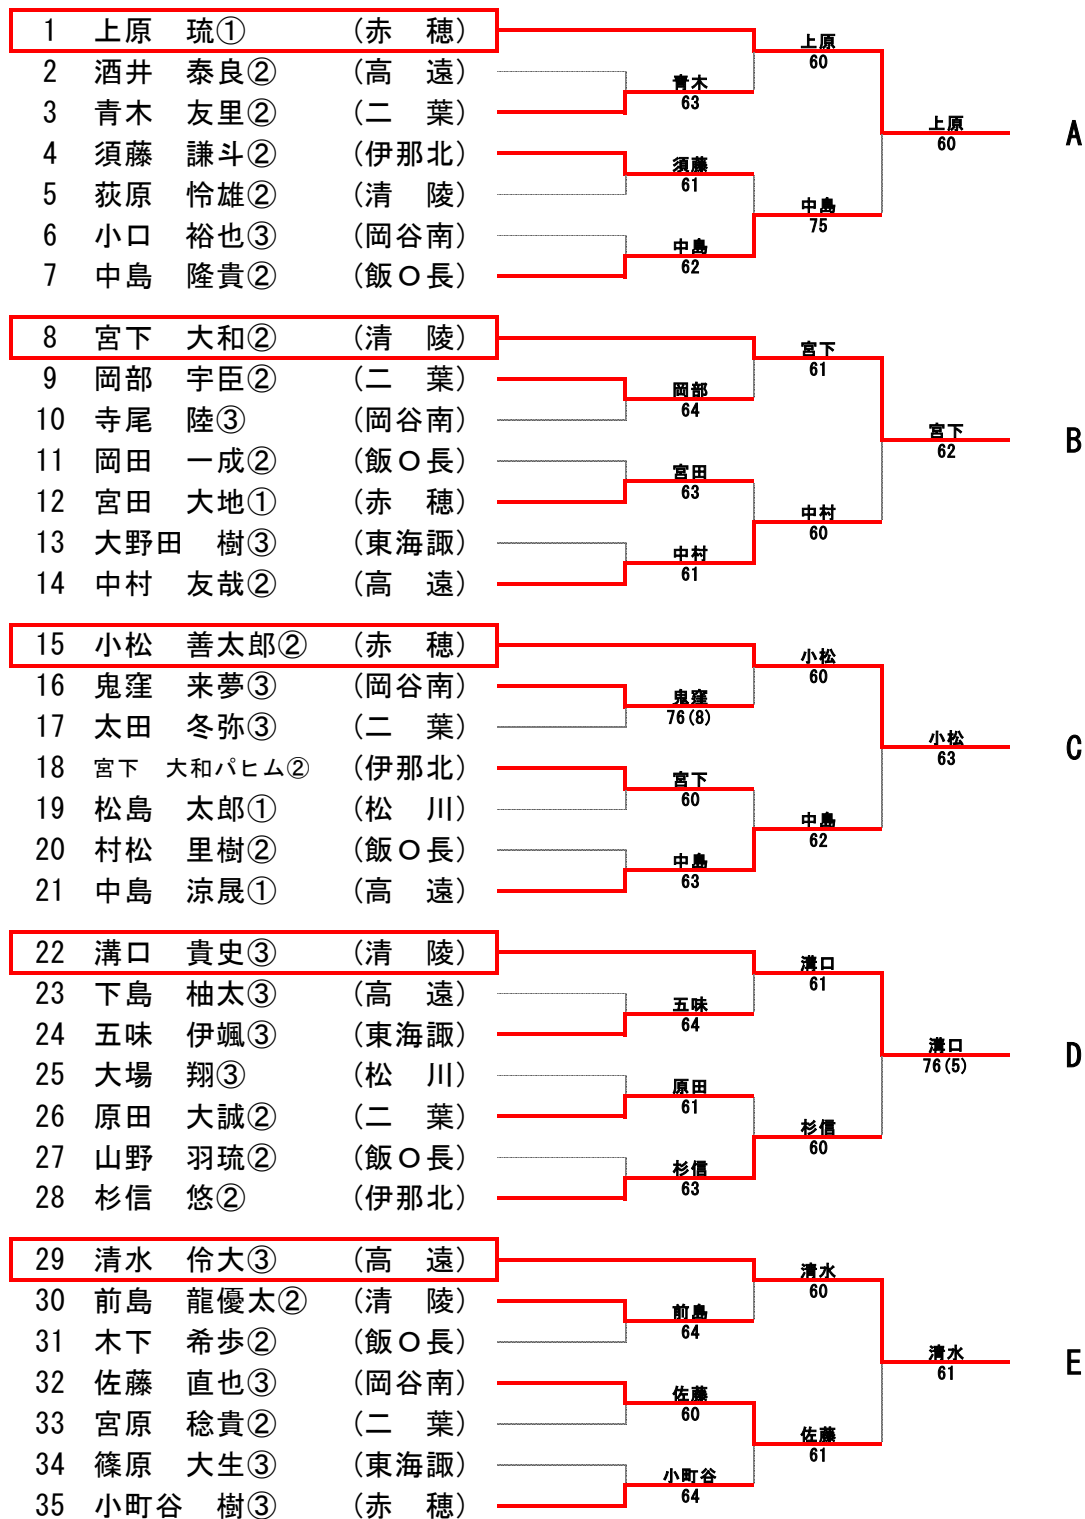 1 上原 琉① (赤 穂)
2 酒井 泰良② (高 遠)
3 青木 友里② (二 葉)
4 須藤 謙斗② (伊那北)
5 荻原 怜雄② (清 陵)
6 小口 裕也③ (岡谷南)
7 中島 隆貴② (飯O長)
上原
60
青木
63
上原
60
A
須藤
61
中島
75
中島
62
8 宮下 大和② (清 陵)
9 岡部 宇臣② (二 葉)
10 寺尾 陸③ (岡谷南)
11 岡田 一成② (飯O長)
12 宮田 大地① (赤 穂)
13 大野田 樹③ (東海諏)
14 中村 友哉② (高 遠)
宮下
61
岡部
64
宮下
62
B
宮田
63
中村
60
中村
61
15 小松 善太郎② (赤 穂)
16 鬼窪 来夢③ (岡谷南)
17 太田 冬弥③ (二 葉)
18 宮下 大和パヒム② (伊那北)
19 松島 太郎① (松 川)
20 村松 里樹② (飯O長)
21 中島 涼晟① (高 遠)
小松
60
鬼窪
76(8)
小松
63
C
宮下
60
中島
62
中島
63
22 溝口 貴史③ (清 陵)
23 下島 柚太③ (高 遠)
24 五味 伊颯③ (東海諏)
25 大場 翔③ (松 川)
26 原田 大誠② (二 葉)
27 山野 羽琉② (飯O長)
28 杉信 悠② (伊那北)
溝口
61
五味
64
溝口
76(5)
D
原田
61
杉信
60
杉信
63
29 清水 伶大③ (高 遠)
30 前島 龍優太② (清 陵)
31 木下 希歩② (飯O長)
32 佐藤 直也③ (岡谷南)
33 宮原 稔貴② (二 葉)
34 篠原 大生③ (東海諏)
35 小町谷 樹③ (赤 穂)
清水
60
前島
64
清水
61
E
佐藤
60
佐藤
61
小町谷
64